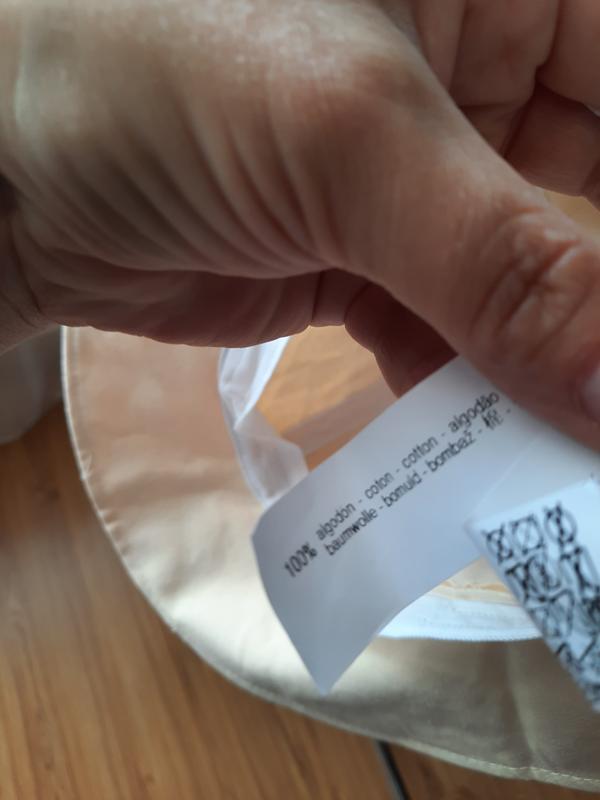 100% algodon - coton - cotton - algodão
baumwolle - bomuld - bombaž - 棉 -